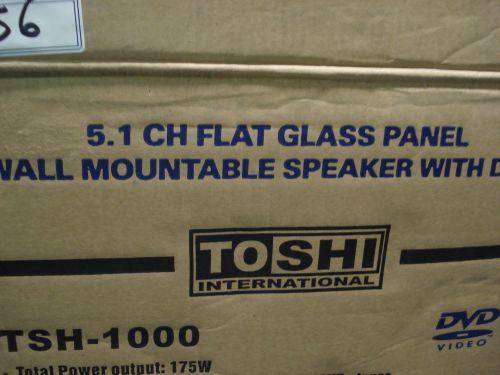 56
5.1 CH FLAT GLASS PANEL
WALL MOUNTABLE SPEAKER WITH D
TOSHI
INTERNATIONAL
TSH-1000
DVD
VIDEO
• Total Power output: 175W